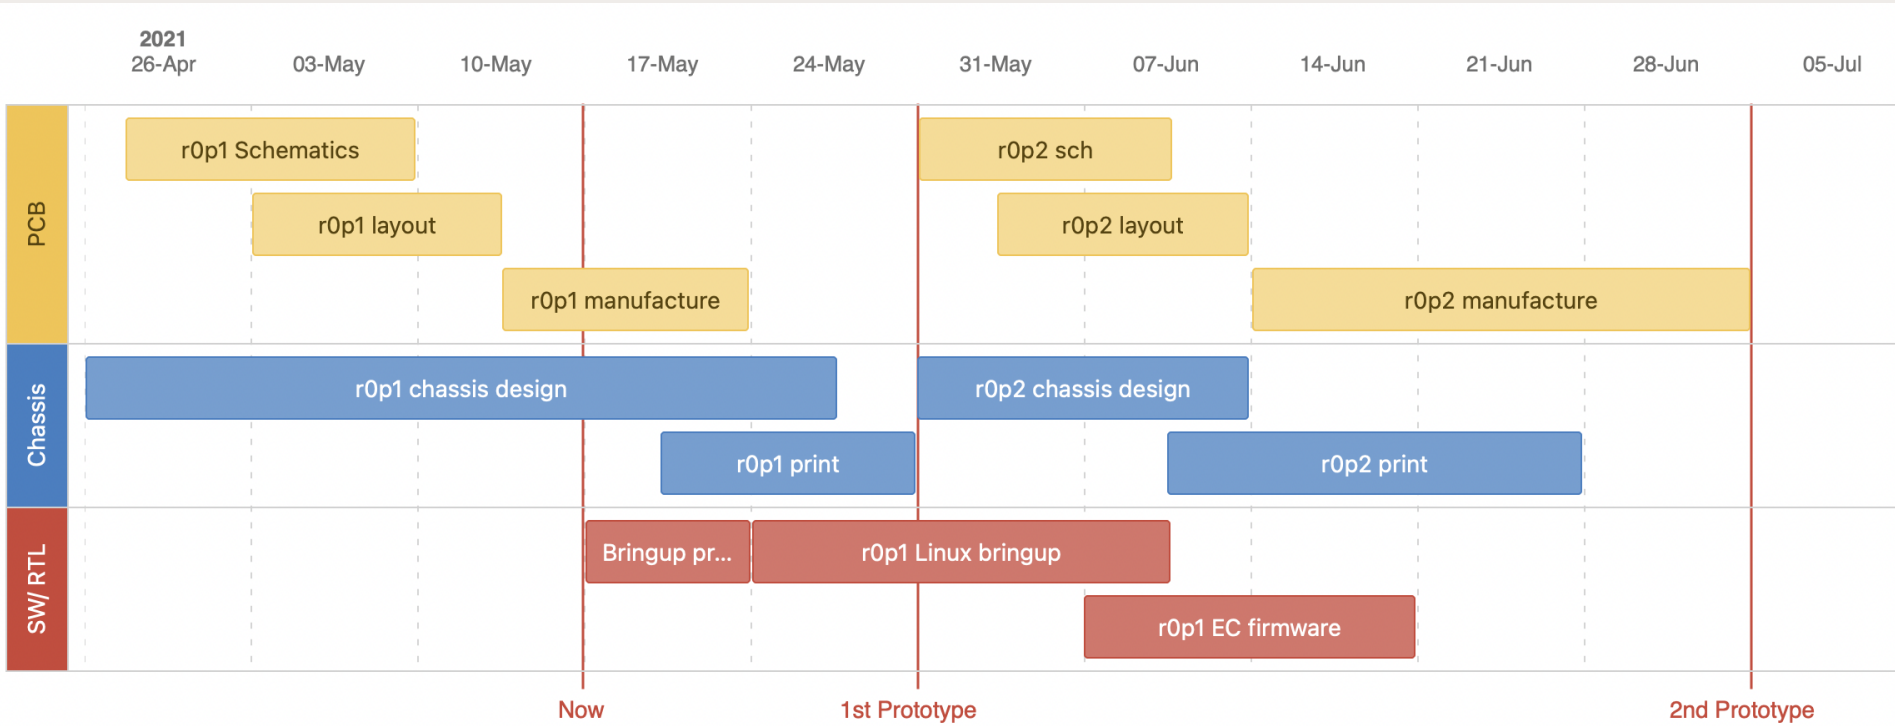 2021
26-Apr 03-May 10-May 17-May 24-May 31-May 07-Jun 14-Jun 21-Jun 28-Jun 05-Jul
PCB
r0p1 Schematics
r0p2 sch
r0p1 layout
r0p2 layout
r0p1 manufacture
r0p2 manufacture
Chassis
r0p1 chassis design
r0p2 chassis design
r0p1 print
r0p2 print
SW/ RTL
Bringup pr...
r0p1 Linux bringup
r0p1 EC firmware
Now
1st Prototype
2nd Prototype